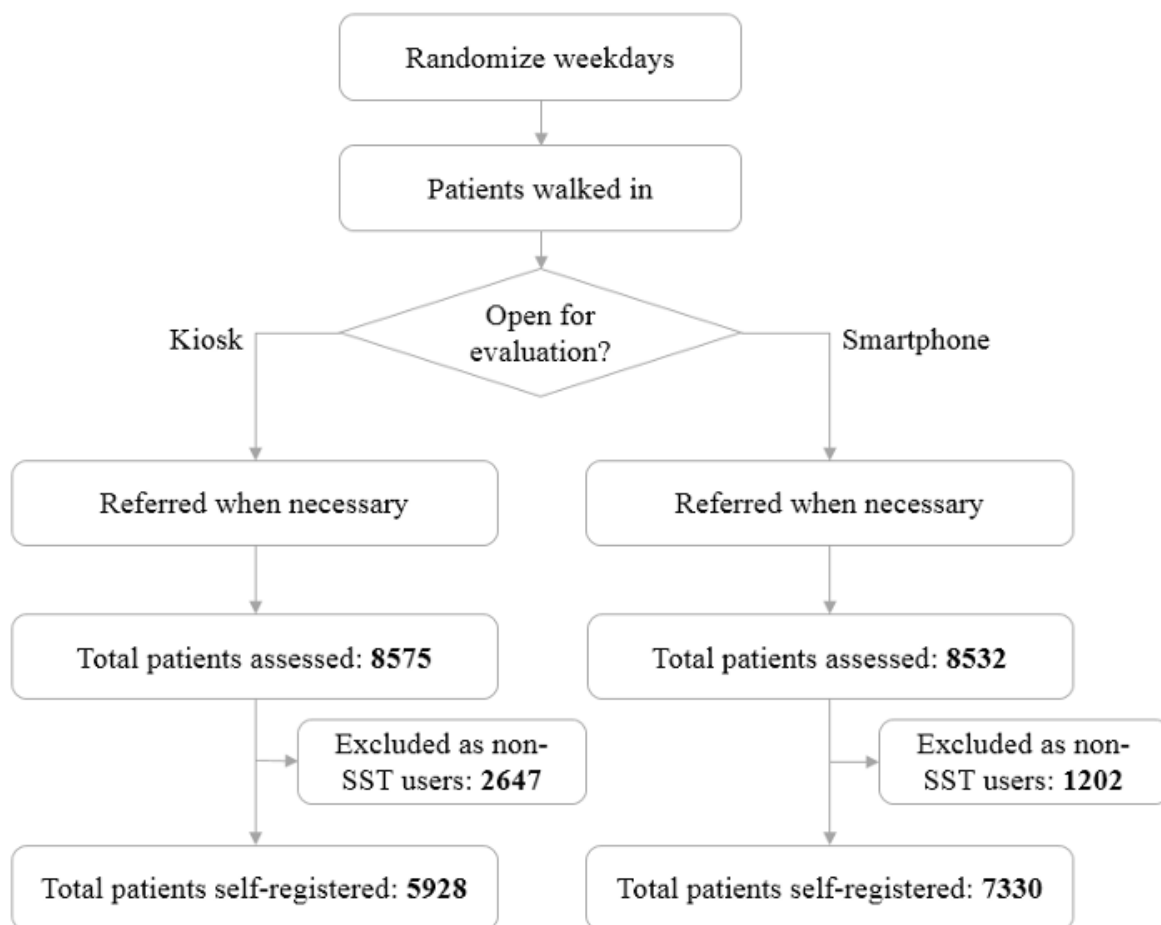 Randomize weekdays
Patients walked in
Open for
evaluation?
Kiosk
Smartphone
Referred when necessary
Referred when necessary
Total patients assessed: 8575
Total patients assessed: 8532
Excluded as non-
SST users: 2647
Excluded as non-
SST users: 1202
Total patients self-registered: 5928
Total patients self-registered: 7330